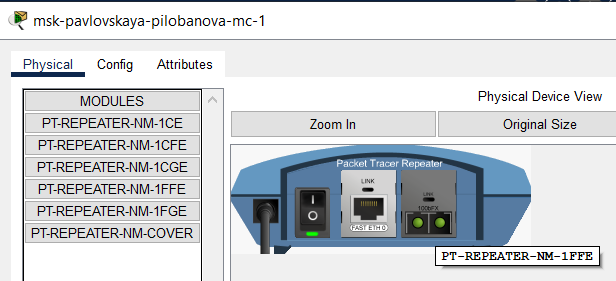 msk-pavlovskaya-pilobanova-mc-1
Physical Config Attributes
MODULES
PT-REPEATER-NM-1CE
PT-REPEATER-NM-1CFE
PT-REPEATER-NM-1CGE
PT-REPEATER-NM-1FFE
PT-REPEATER-NM-1FGE
PT-REPEATER-NM-COVER
Physical Device View
Zoom In Original Size
Packet Tracer Repeater
LINK
FAST ETH 0
LINK
100bFX
PT-REPEATER-NM-1FFE